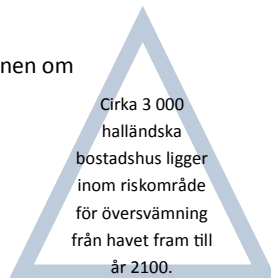 nen om
Cirka 3 000
halländska
bostadshus ligger
inom riskområde
för översvämning
från havet fram till
år 2100.